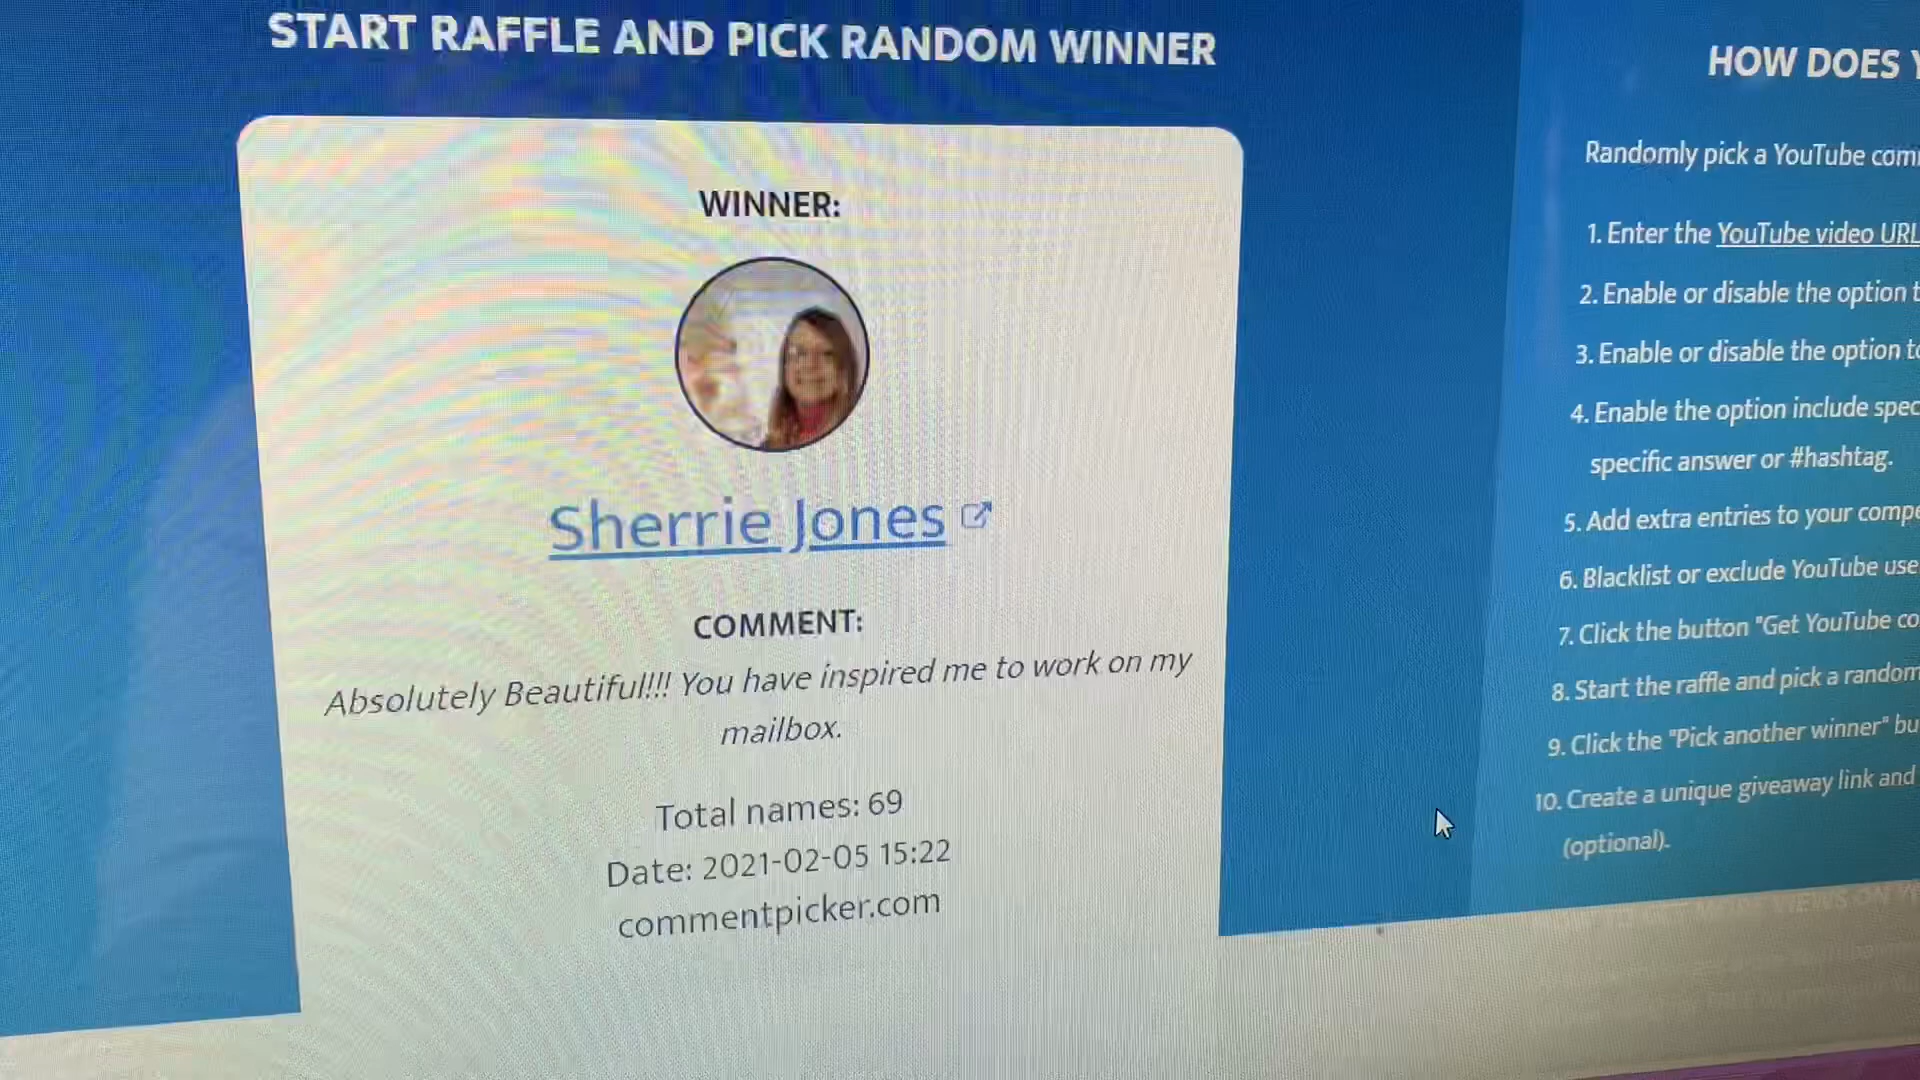 START RAFFLE AND PICK RANDOM WINNER
WINNER:
Sherrie Jones
COMMENT:
Absolutely Beautiful!!! You have inspired me to work on my
mailbox.
Total names: 69
Date: 2021-02-05 15:22
commentpicker.com
HOW DOES
Randomly pick a YouTube
1. Enter the YouTube video URL
2. Enable or disable the option
3. Enable or disable the option
4. Enable the option include
specific answer or #hashtag.
5. Add extra entries to your
6. Blacklist or exclude YouTube
7. Click the button "Get YouTube
8. Start the raffle and pick a random
9. Click the "Pick another winner"
10. Create a unique giveaway link and
(optional).
VIEWS ON